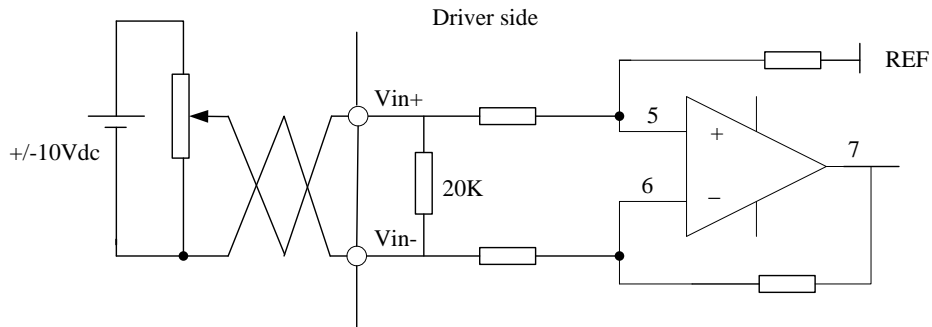 Driver side
REF
Vin+
5
+
7
+/-10Vdc
20K
6
−
Vin-